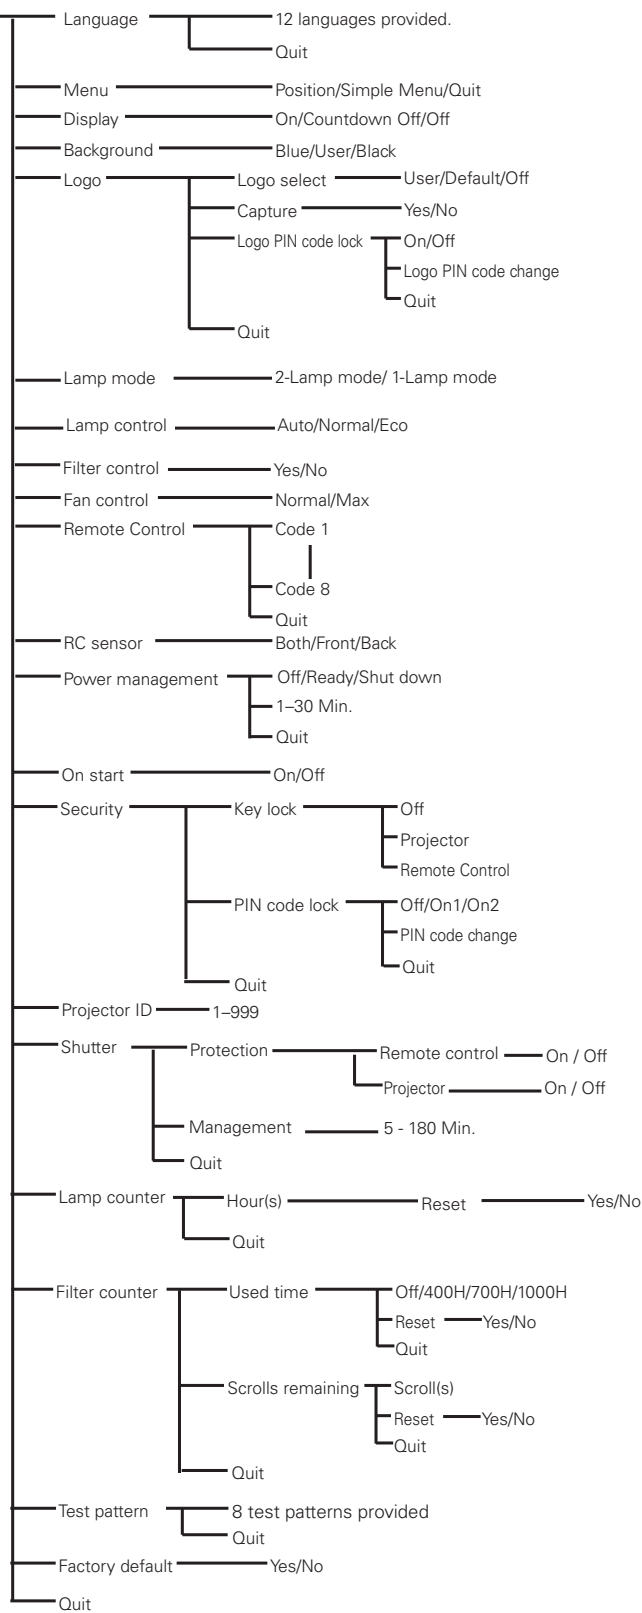 Language 12 languages provided.
Quit
Menu Position/Simple Menu/Quit
Display On/Countdown Off/Off
Background Blue/User/Black
Logo Logo select User/Default/Off
Capture Yes/No
Logo PIN code lock On/Off
Logo PIN code change
Quit
Quit
Lamp mode 2-Lamp mode/ 1-Lamp mode
Lamp control Auto/Normal/Eco
Filter control Yes/No
Fan control Normal/Max
Remote Control Code 1
Code 8
Quit
RC sensor Both/Front/Back
Power management Off/Ready/Shut down
1–30 Min.
Quit
On start On/Off
Security Key lock Off
Projector
Remote Control
PIN code lock Off/On1/On2
PIN code change
Quit
Quit
Projector ID 1–999
Shutter Protection Remote control On / Off
Projector On / Off
Management 5 - 180 Min.
Quit
Lamp counter Hour(s) Reset Yes/No
Quit
Filter counter Used time Off/400H/700H/1000H
Reset Yes/No
Quit
Scrolls remaining Scroll(s)
Reset Yes/No
Quit
Quit
Test pattern 8 test patterns provided
Quit
Factory default Yes/No
Quit